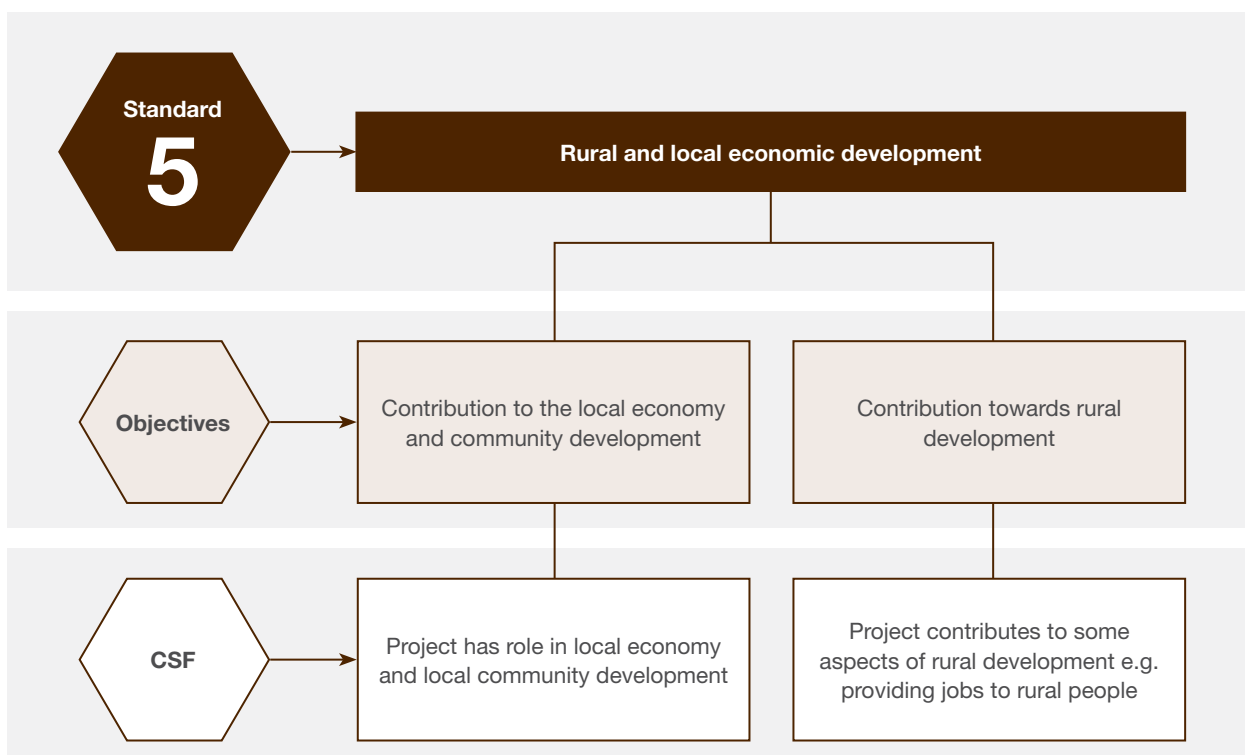 Standard
5
Rural and local economic development
Objectives
Contribution to the local economy
and community development
Contribution towards rural
development
CSF
Project has role in local economy
and local community development
Project contributes to some
aspects of rural development e.g.
providing jobs to rural people